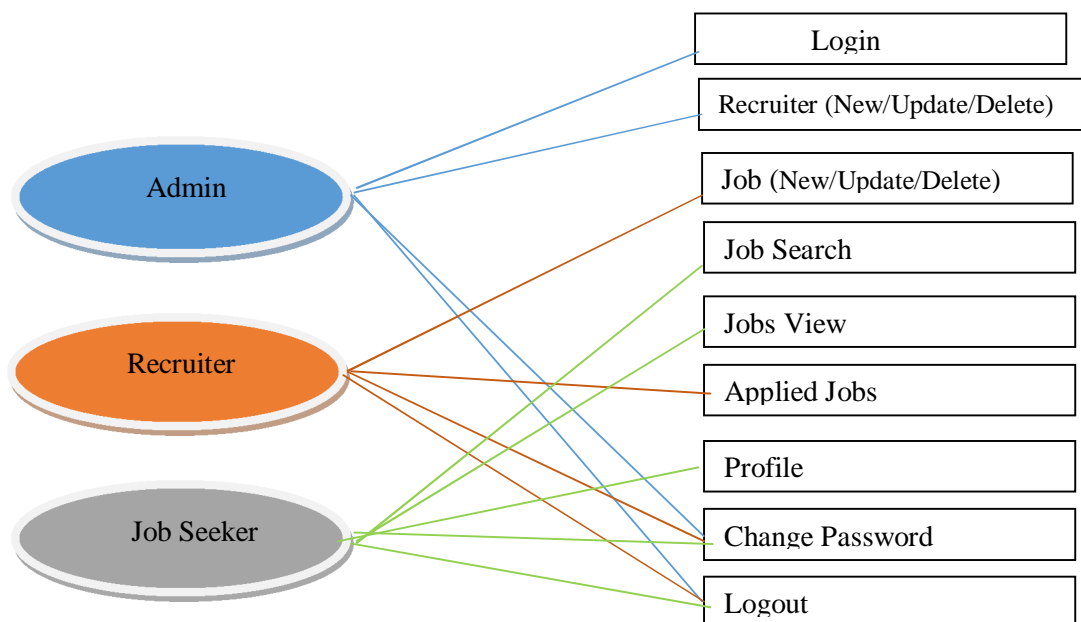 Login
Recruiter (New/Update/Delete)
Admin
Job (New/Update/Delete)
Job Search
Jobs View
Recruiter
Applied Jobs
Profile
Job Seeker
Change Password
Logout